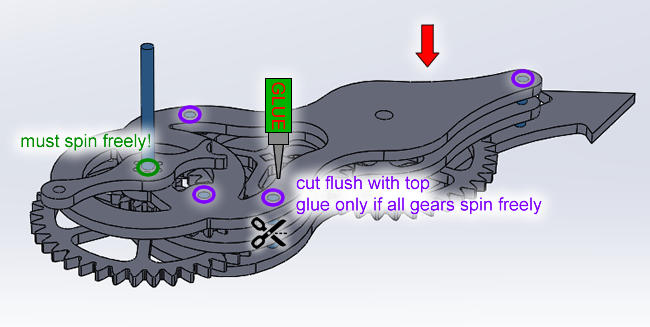 GLUE
must spin freely!
cut flush with top
glue only if all gears spin freely